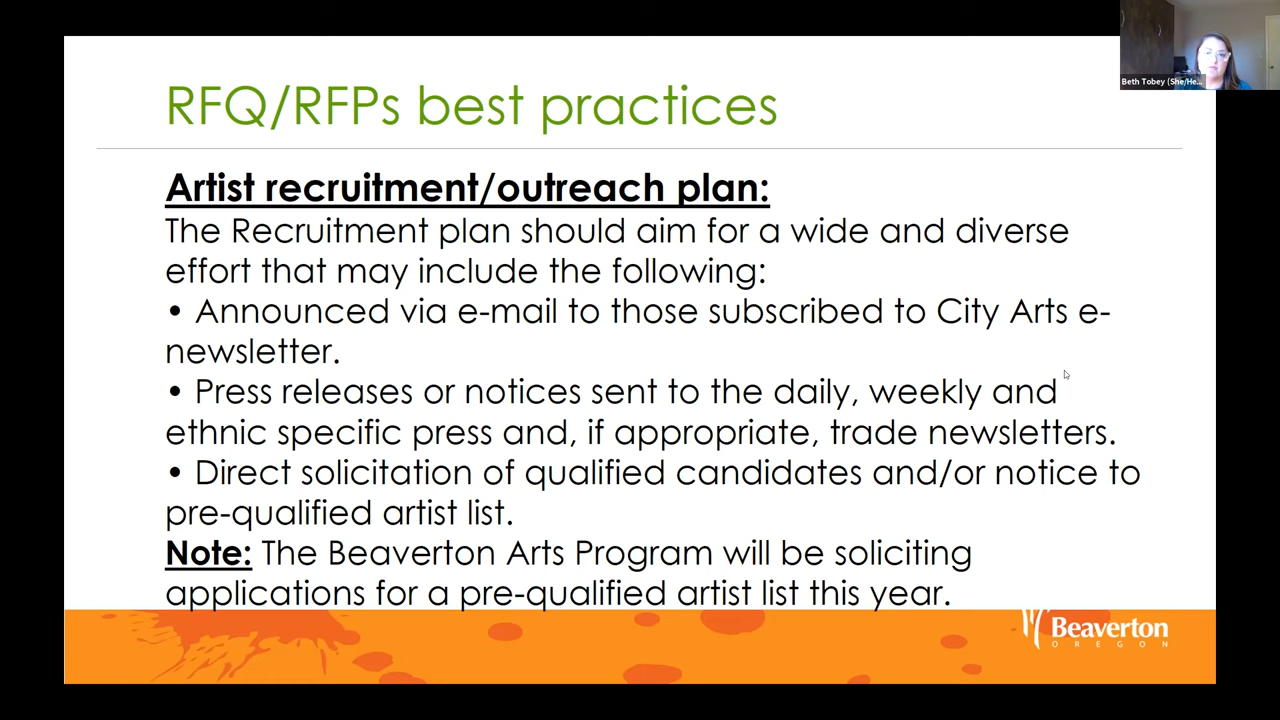 Beth Tobey (She/He...
RFQ/RFPs best practices
Artist recruitment/outreach plan:
The Recruitment plan should aim for a wide and diverse
effort that may include the following:
• Announced via e-mail to those subscribed to City Arts e-
newsletter.
• Press releases or notices sent to the daily, weekly and
ethnic specific press and, if appropriate, trade newsletters.
• Direct solicitation of qualified candidates and/or notice to
pre-qualified artist list.
Note: The Beaverton Arts Program will be soliciting
applications for a pre-qualified artist list this year.
Beaverton
OREGON